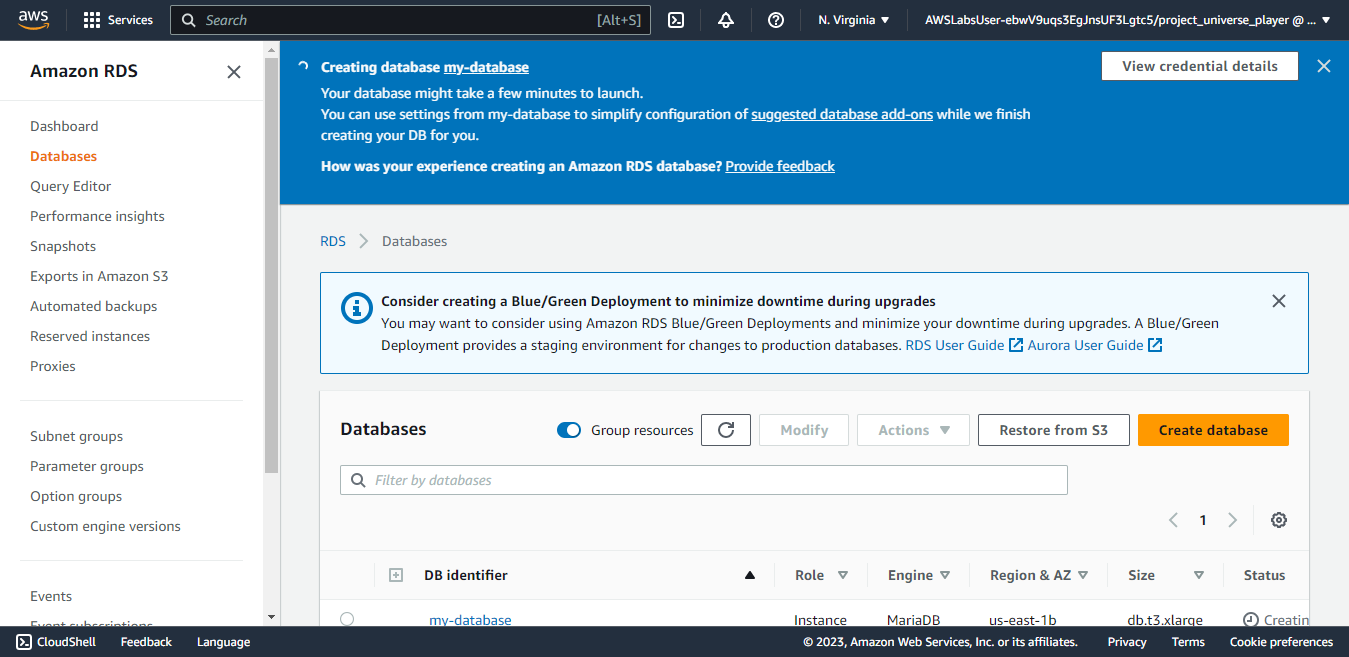 aws
Services
Search
[Alt+S]
N. Virginia
AWSLabsUser-ebwV9uqs3EgJnsUF3Lgtc5/project_universe_player @ ...
Amazon RDS
Dashboard
Databases
Query Editor
Performance insights
Snapshots
Exports in Amazon S3
Automated backups
Reserved instances
Proxies
Subnet groups
Parameter groups
Option groups
Custom engine versions
Events
Event subscriptions
Creating database my-database
View credential details
Your database might take a few minutes to launch.
You can use settings from my-database to simplify configuration of suggested database add-ons while we finish
creating your DB for you.
How was your experience creating an Amazon RDS database? Provide feedback
RDS
Databases
Consider creating a Blue/Green Deployment to minimize downtime during upgrades
You may want to consider using Amazon RDS Blue/Green Deployments and minimize your downtime during upgrades. A Blue/Green
Deployment provides a staging environment for changes to production databases. RDS User Guide Aurora User Guide
Databases
Group resources
Modify
Actions
Restore from S3
Create database
Filter by databases
1
DB identifier
Role
Engine
Region & AZ
Size
Status
my-database
Instance
MariaDB
us-east-1b
db.t3.xlarge
Creatin
CloudShell
Feedback
Language
© 2023, Amazon Web Services, Inc. or its affiliates.
Privacy
Terms
Cookie preferences